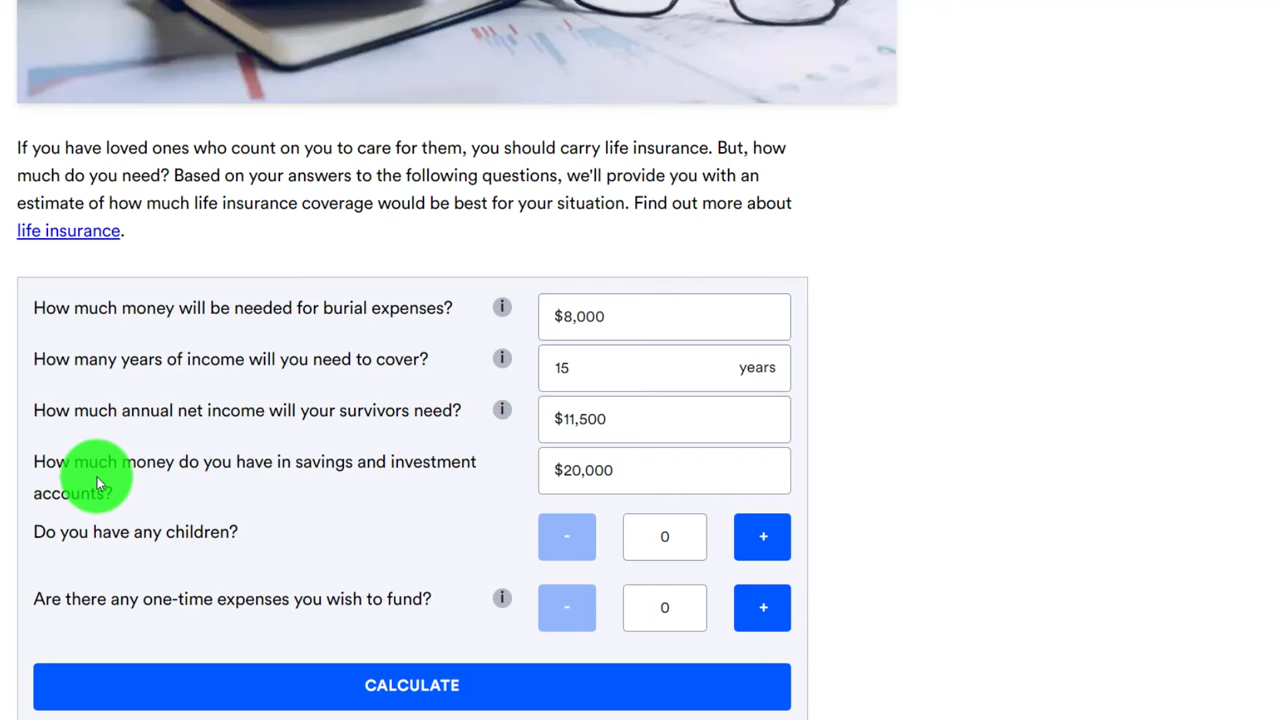 If you have loved ones who count on you to care for them, you should carry life insurance. But, how
much do you need? Based on your answers to the following questions, we'll provide you with an
estimate of how much life insurance coverage would be best for your situation. Find out more about
life insurance.
How much money will be needed for burial expenses? i $8,000
How many years of income will you need to cover? i 15 years
How much annual net income will your survivors need? i $11,500
How much money do you have in savings and investment $20,000
accounts?
Do you have any children? - 0 +
Are there any one-time expenses you wish to fund? i - 0 +
CALCULATE